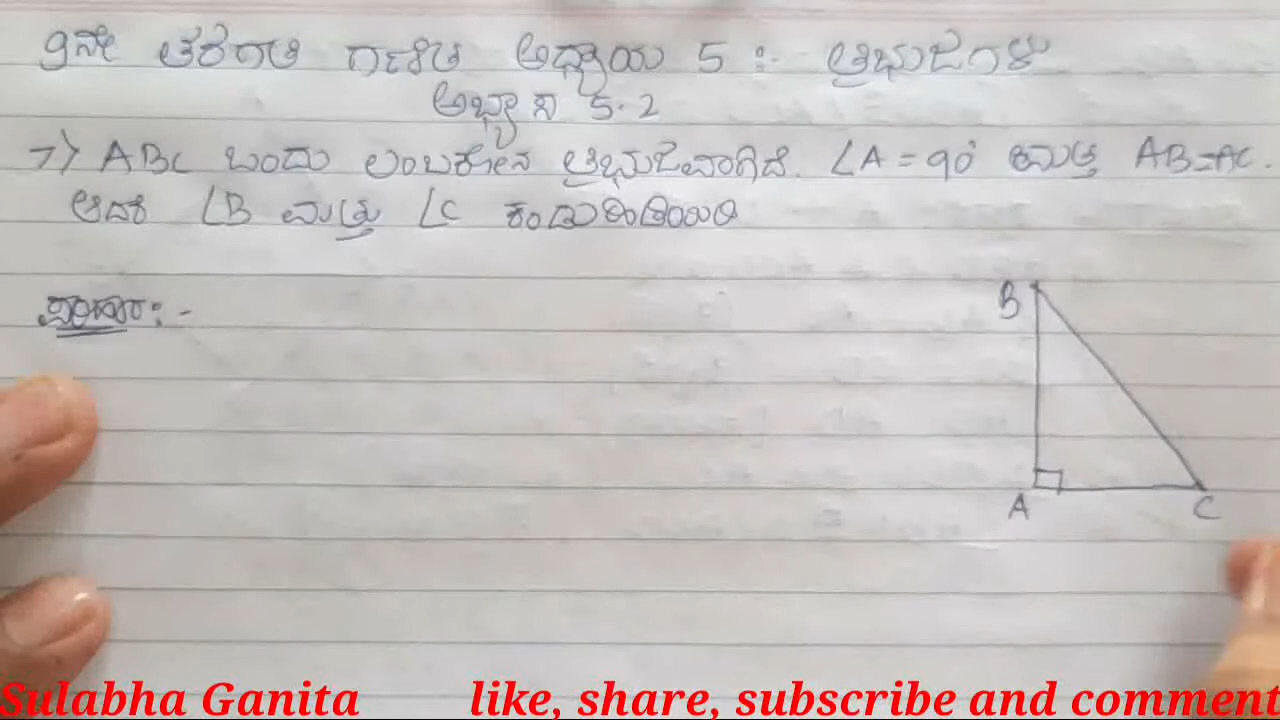 9ನೇ ತರಗತಿ ಗಣಿತ ಅಧ್ಯಾಯ 5 :- ತ್ರಿಭುಜಗಳು
ಅಭ್ಯಾಸ 5.2
7) ABC ಒಂದು ಲಂಬಕೋನ ತ್ರಿಭುಜವಾಗಿದೆ. ∠A = 90° ಮತ್ತು AB=AC.
ಆದರೆ ∠B ಮತ್ತು ∠C ಕಂಡುಹಿಡಿಯಿರಿ
B
A
C
Sulabha Ganita like, share, subscribe and comment